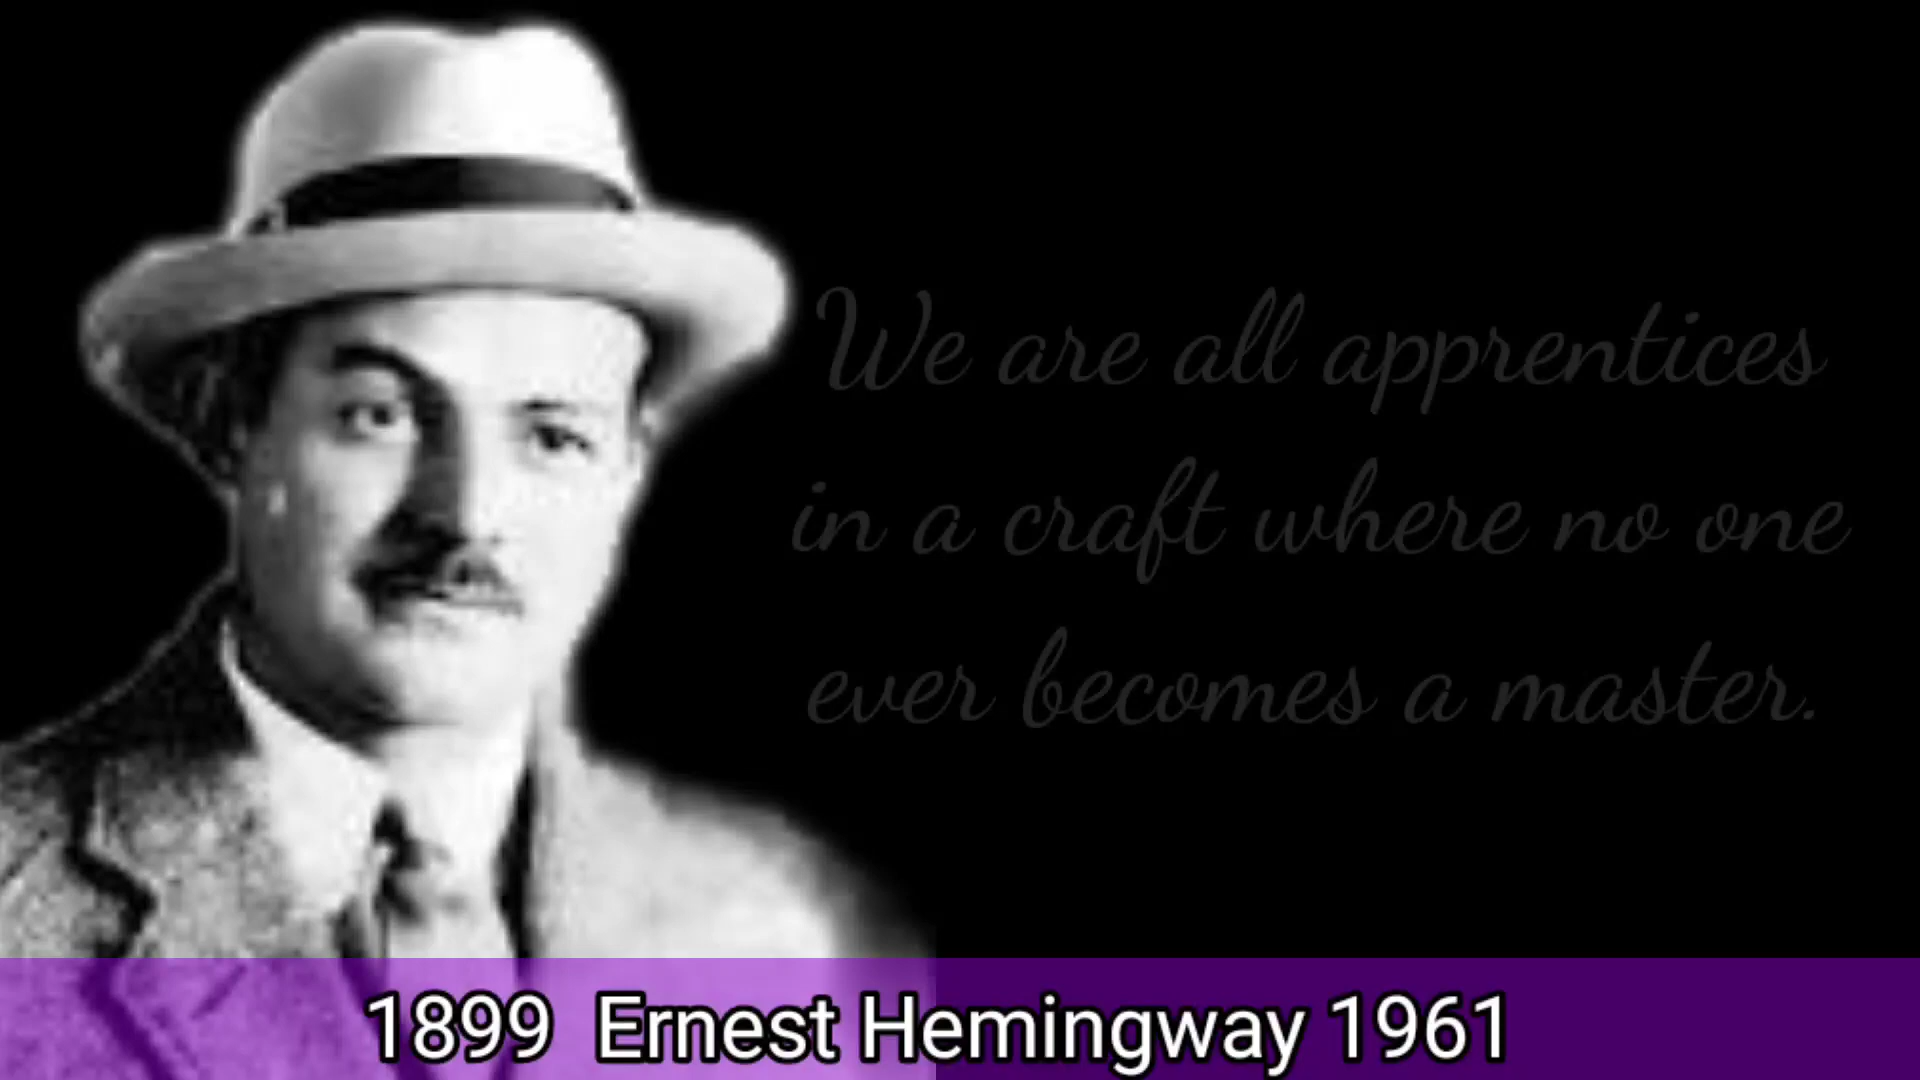 We are all apprentices
in a craft where no one
ever becomes a master.
1899 Ernest Hemingway 1961